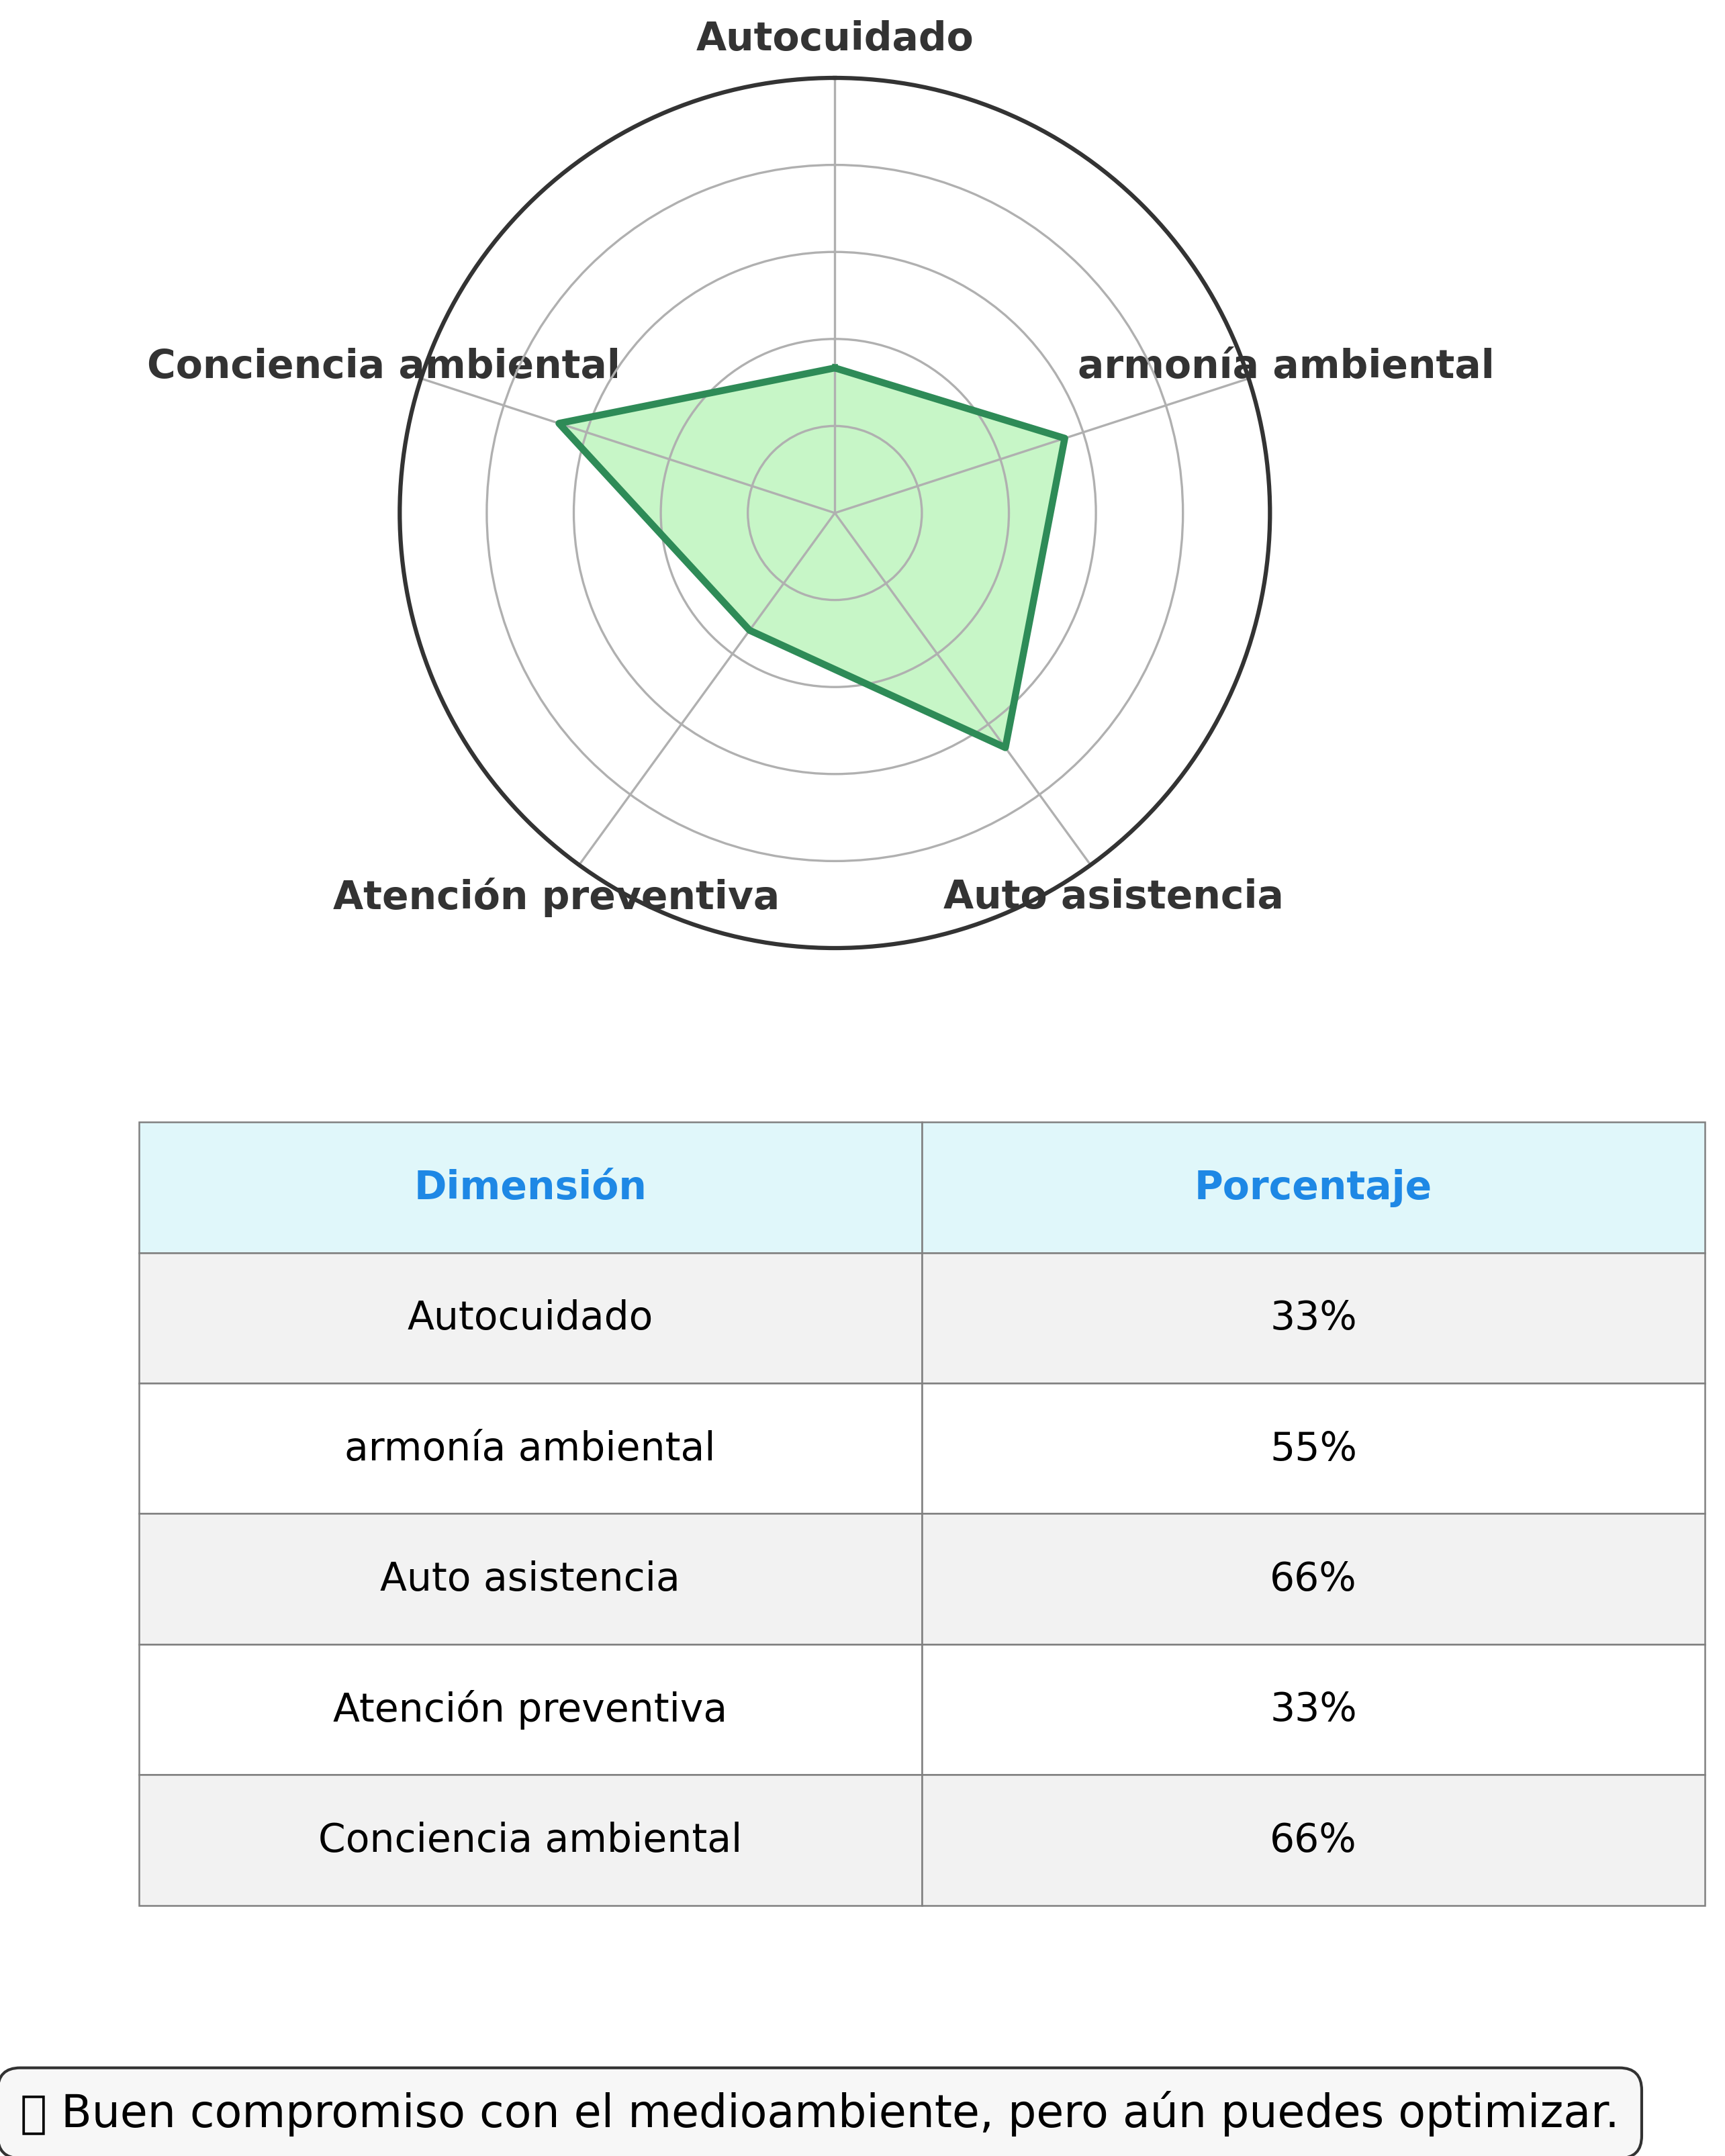 Autocuidado
Conciencia ambiental
armonía ambiental
Atención preventiva
Auto asistencia
Dimensión Porcentaje
Autocuidado 33%
armonía ambiental 55%
Auto asistencia 66%
Atención preventiva 33%
Conciencia ambiental 66%
Buen compromiso con el medioambiente, pero aún puedes optimizar.